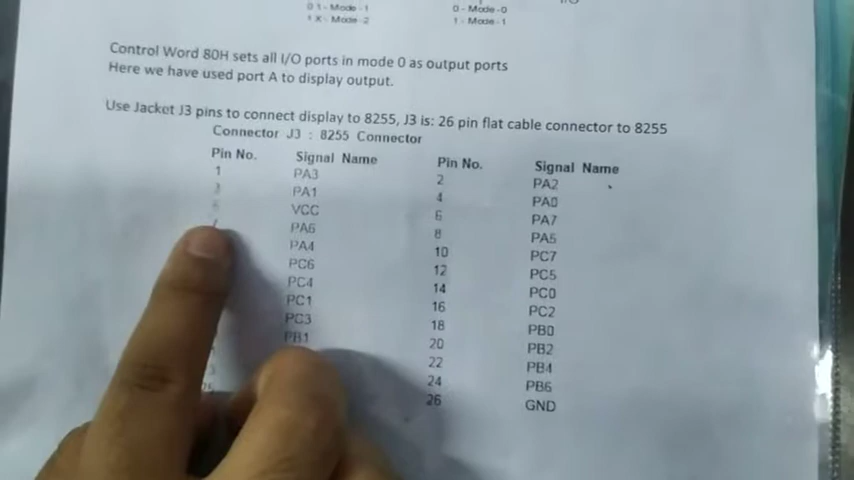 0 1 - Mode -1 0 - Mode -0
1 X - Mode -2 1 - Mode -1
Control Word 80H sets all I/O ports in mode 0 as output ports
Here we have used port A to display output.
Use Jacket J3 pins to connect display to 8255, J3 is: 26 pin flat cable connector to 8255
Connector J3 : 8255 Connector
Pin No. Signal Name Pin No. Signal Name
1 PA3 2 PA2
3 PA1 4 PA0
VCC 6 PA7
PA6 8 PA5
PA4 10 PC7
PC6 12 PC5
PC4 14 PC0
PC1 16 PC2
PC3 18 PB0
PB1 20 PB2
22 PB4
24 PB6
26 GND